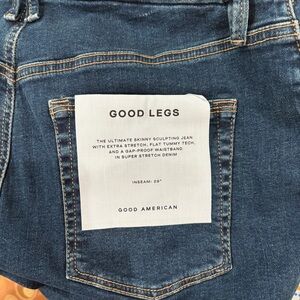 GOOD LEGS
THE ULTIMATE SKINNY SCULPTING JEAN
WITH EXTRA STRETCH, FLAT TUMMY TECH,
AND A GAP-PROOF WAISTBAND
IN SUPER STRETCH DENIM
INSEAM: 29"
GOOD AMERICAN